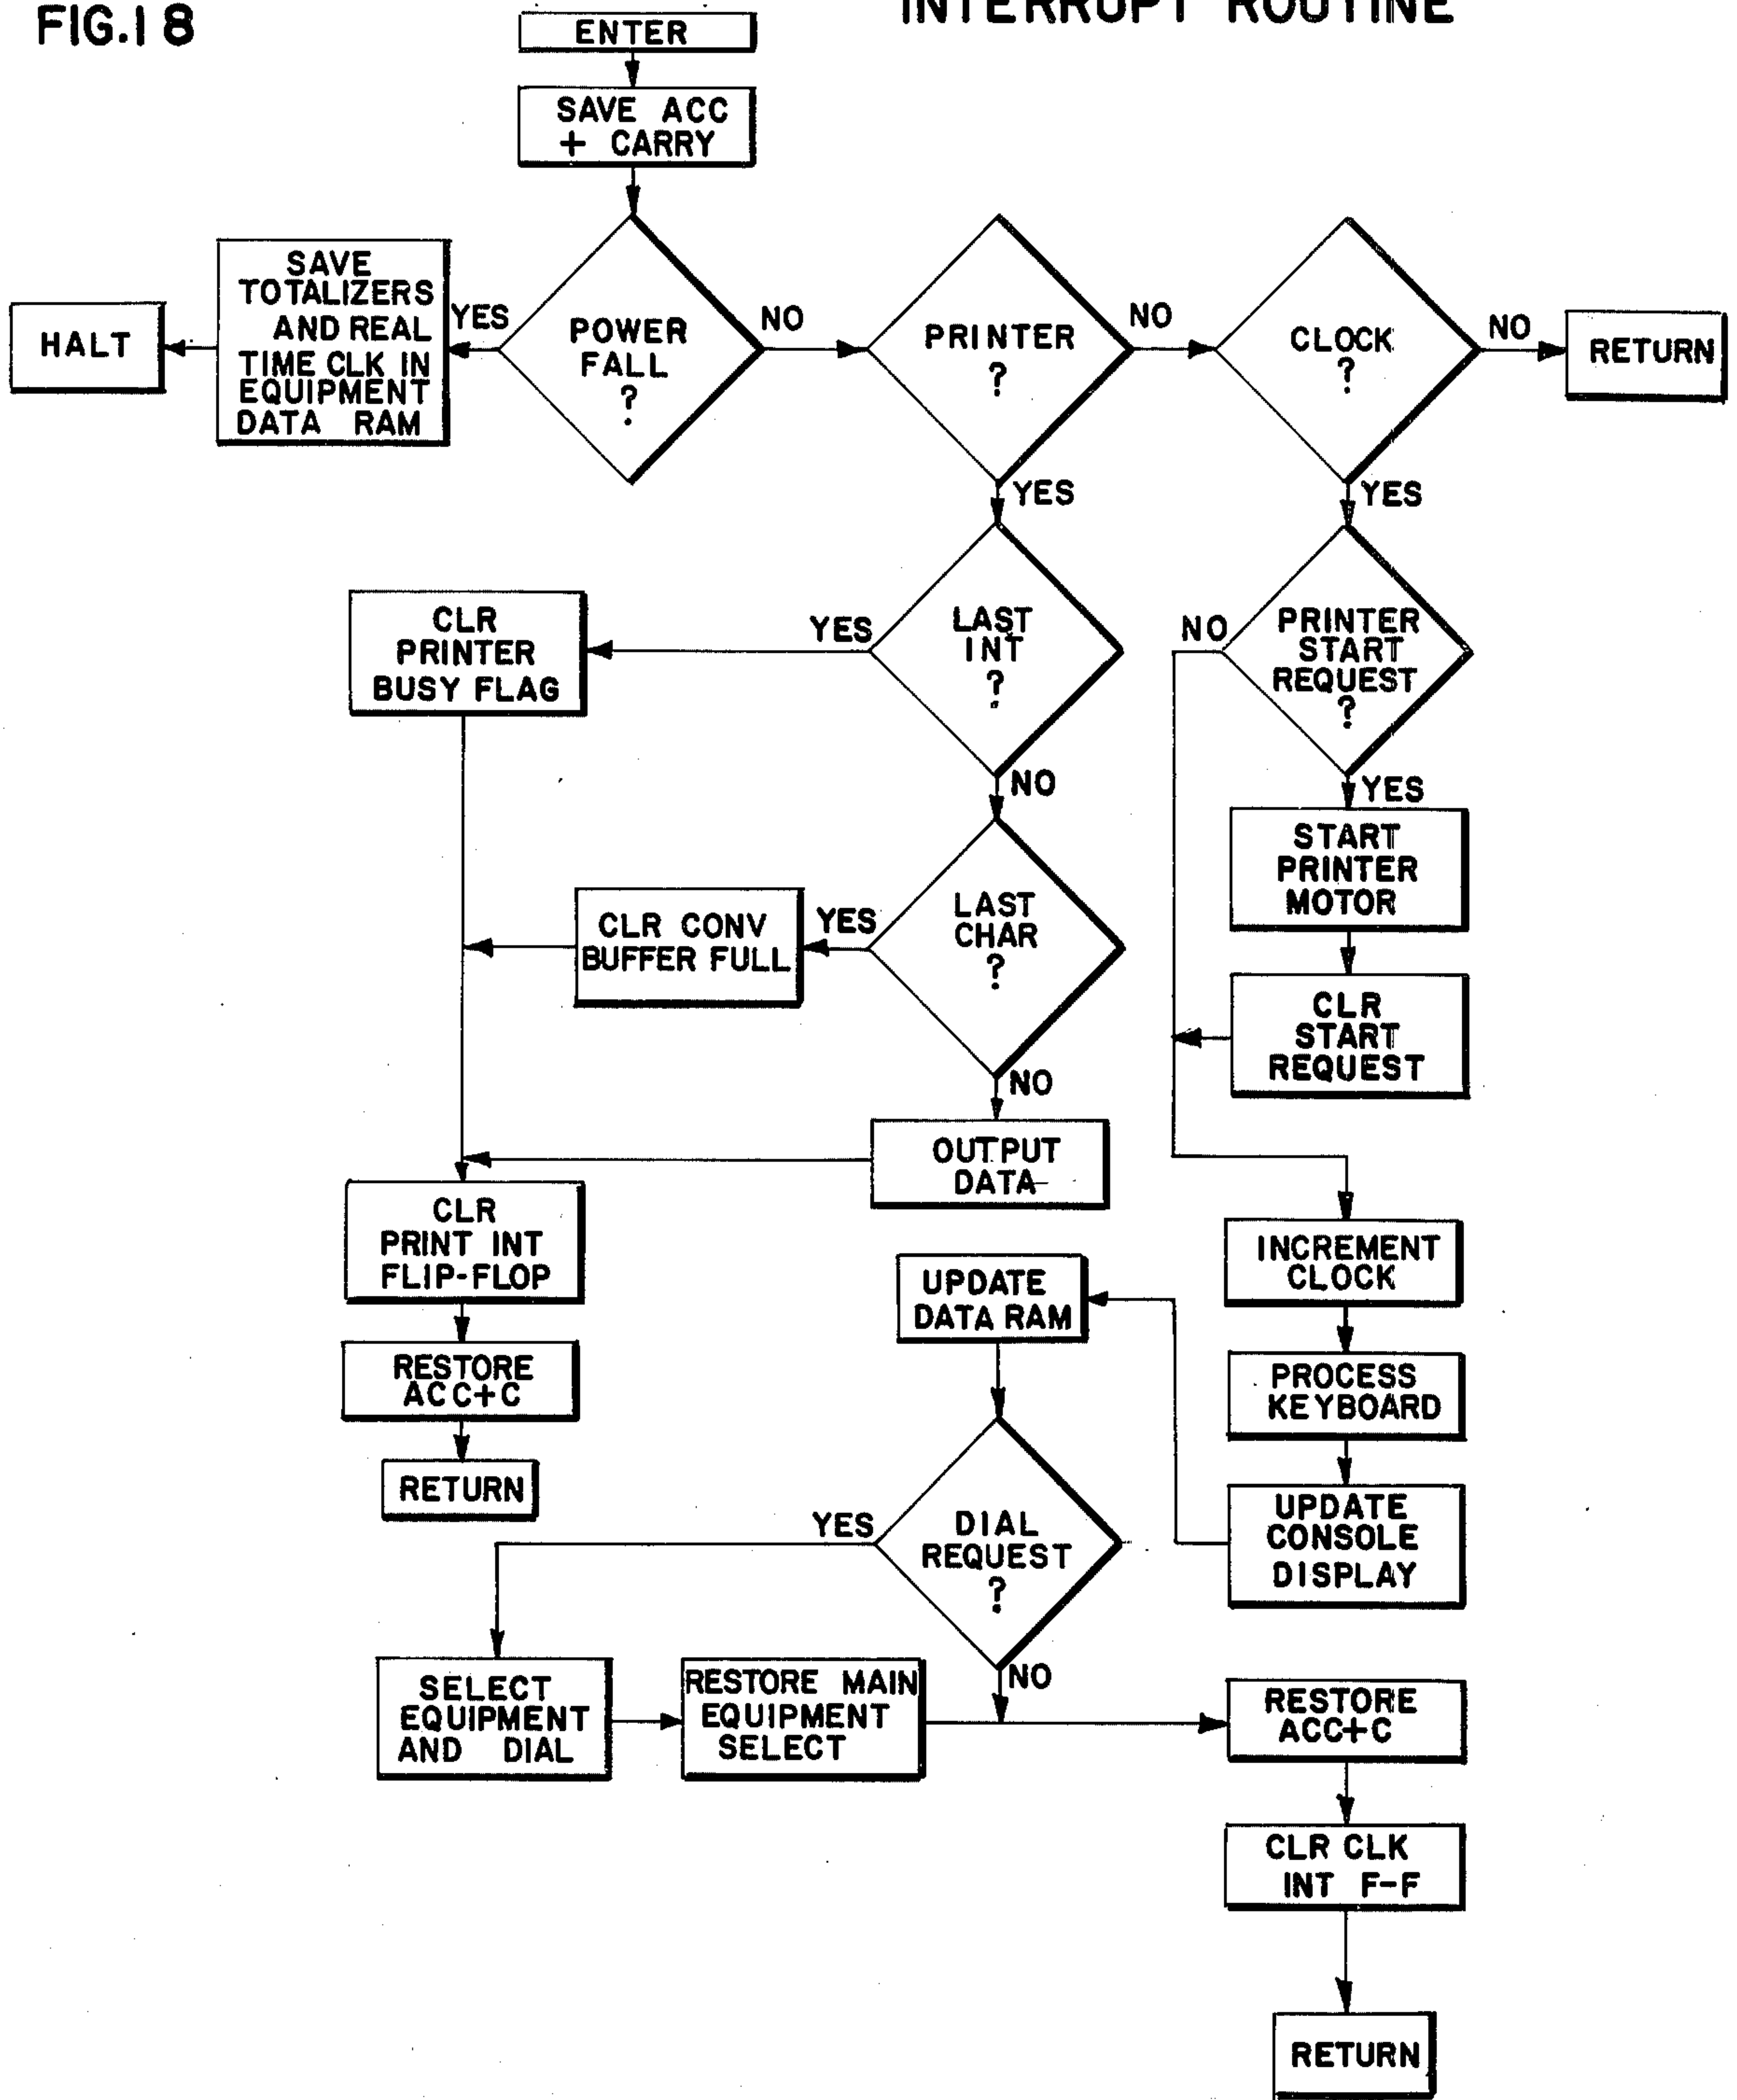 FIG.18
INTERRUPT ROUTINE
ENTER
SAVE ACC
+ CARRY
SAVE
TOTALIZERS
AND REAL
TIME CLK IN
EQUIPMENT
DATA RAM
HALT
YES
POWER
FALL
?
NO
PRINTER
?
NO
CLOCK
?
NO
RETURN
YES
YES
CLR
PRINTER
BUSY FLAG
YES
LAST
INT
?
NO
PRINTER
START
REQUEST
?
NO
YES
START
PRINTER
MOTOR
CLR CONV
BUFFER FULL
YES
LAST
CHAR
?
CLR
START
REQUEST
NO
OUTPUT
DATA
CLR
PRINT INT
FLIP-FLOP
UPDATE
DATA RAM
INCREMENT
CLOCK
RESTORE
ACC+C
PROCESS
KEYBOARD
RETURN
YES
DIAL
REQUEST
?
UPDATE
CONSOLE
DISPLAY
NO
SELECT
EQUIPMENT
AND DIAL
RESTORE MAIN
EQUIPMENT
SELECT
RESTORE
ACC+C
CLR CLK
INT F-F
RETURN